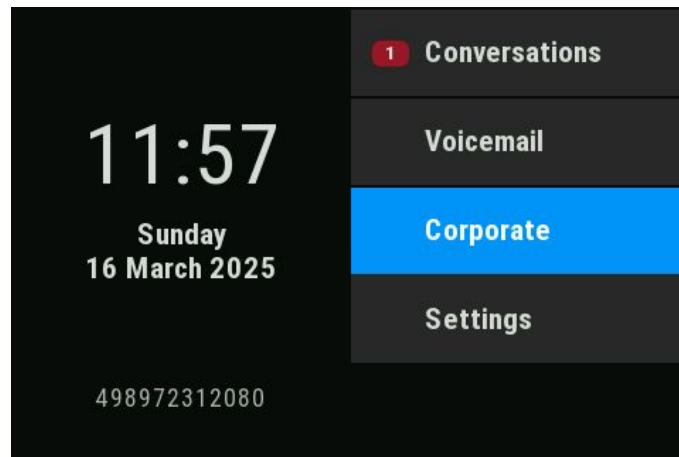 11:57
Sunday
16 March 2025
498972312080
1 Conversations
Voicemail
Corporate
Settings